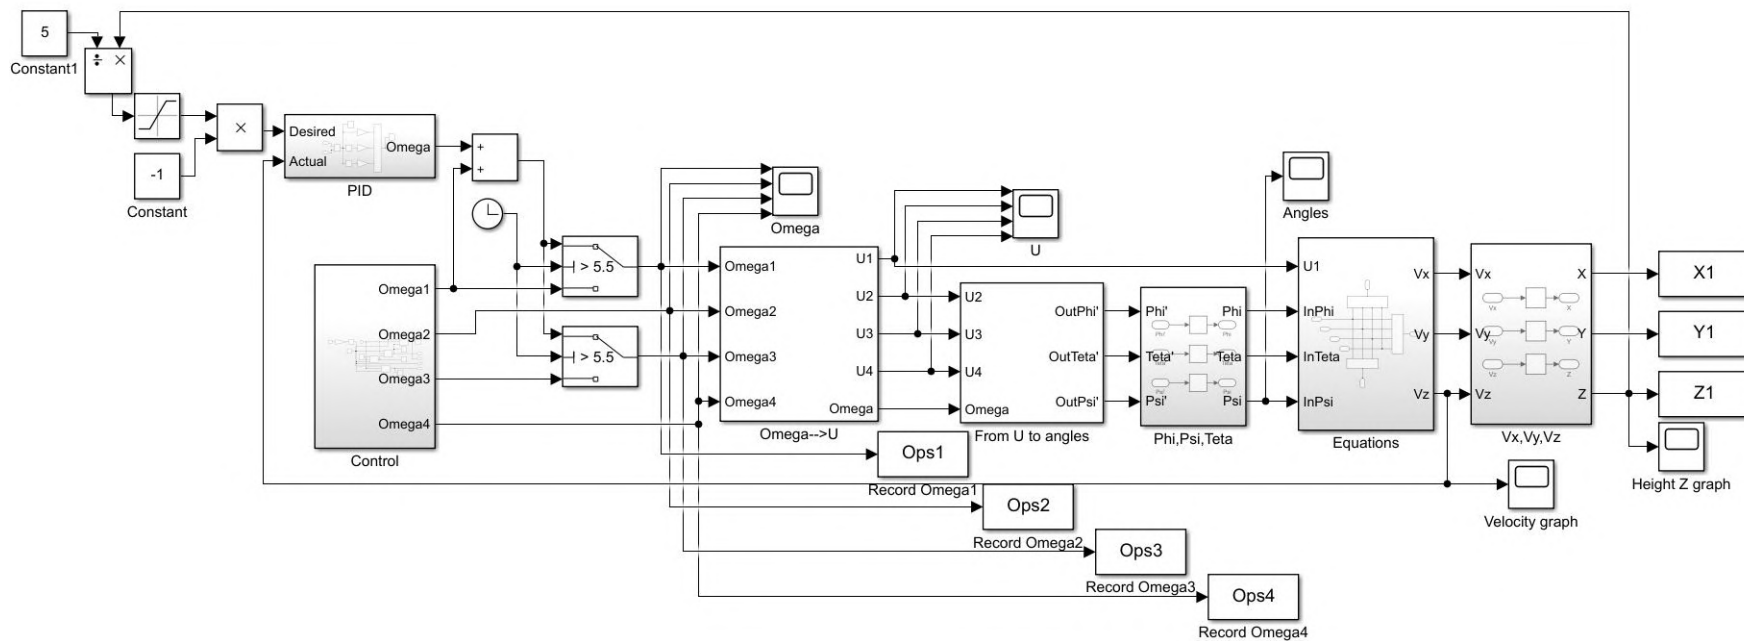 5
Constant1
÷ ×
×
-1
Constant
Desired
Actual
Omega
PID
+
+
Omega1
Omega2
Omega3
Omega4
Control
> 5.5
> 5.5
Omega
Omega1
Omega2
Omega3
Omega4
U1
U2
U3
U4
Omega
Omega-->U
U
U2
U3
U4
Omega
OutPhi'
OutTeta'
OutPsi'
From U to angles
Phi'
Teta'
Psi'
Phi
Teta
Psi
Phi,Psi,Teta
Angles
U1
InPhi
InTeta
InPsi
Vx
Vy
Vz
Equations
Vx
Vy
Vz
Vx
X
Vy
Y
Vz
Z
X
Y
Z
Vx,Vy,Vz
X1
Y1
Z1
Height Z graph
Velocity graph
Ops1
Record Omega1
Ops2
Record Omega2
Ops3
Record Omega3
Ops4
Record Omega4